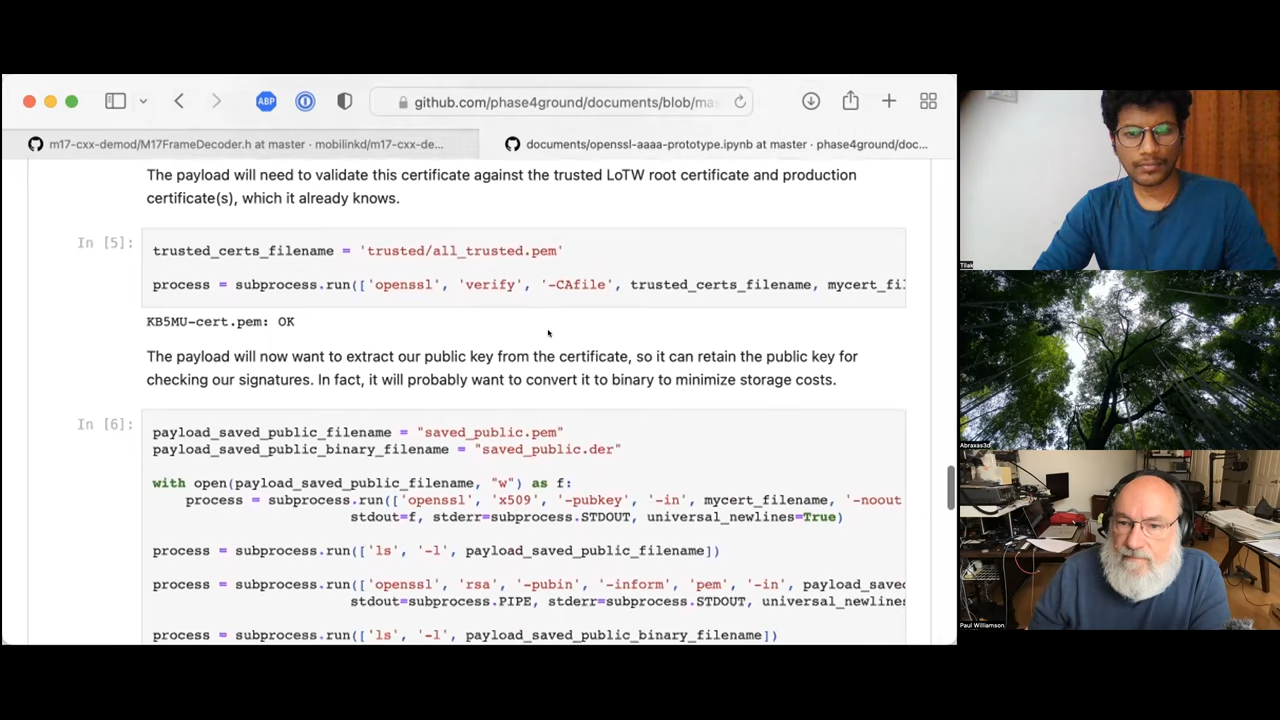 ABP
github.com/phase4ground/documents/blob/ma
m17-cxx-demod/M17FrameDecoder.h at master · mobilinkd/m17-cxx-de...
documents/openssl-aaaa-prototype.ipynb at master · phase4ground/doc...
The payload will need to validate this certificate against the trusted LoTW root certificate and production
certificate(s), which it already knows.
In [5]:
trusted_certs_filename = 'trusted/all_trusted.pem'
process = subprocess.run(['openssl', 'verify', '-CAfile', trusted_certs_filename, mycert_fi
KB5MU-cert.pem: OK
The payload will now want to extract our public key from the certificate, so it can retain the public key for
checking our signatures. In fact, it will probably want to convert it to binary to minimize storage costs.
In [6]:
payload_saved_public_filename = "saved_public.pem"
payload_saved_public_binary_filename = "saved_public.der"
with open(payload_saved_public_filename, "w") as f:
process = subprocess.run(['openssl', 'x509', '-pubkey', '-in', mycert_filename, '-noout
stdout=f, stderr=subprocess.STDOUT, universal_newlines=True)
process = subprocess.run(['ls', '-l', payload_saved_public_filename])
process = subprocess.run(['openssl', 'rsa', '-pubin', '-inform', 'pem', '-in', payload_saved
stdout=subprocess.PIPE, stderr=subprocess.STDOUT, universal_newlines
process = subprocess.run(['ls', '-l', payload_saved_public_binary_filename])
Tilak
Abraxas3d
Paul Williamson